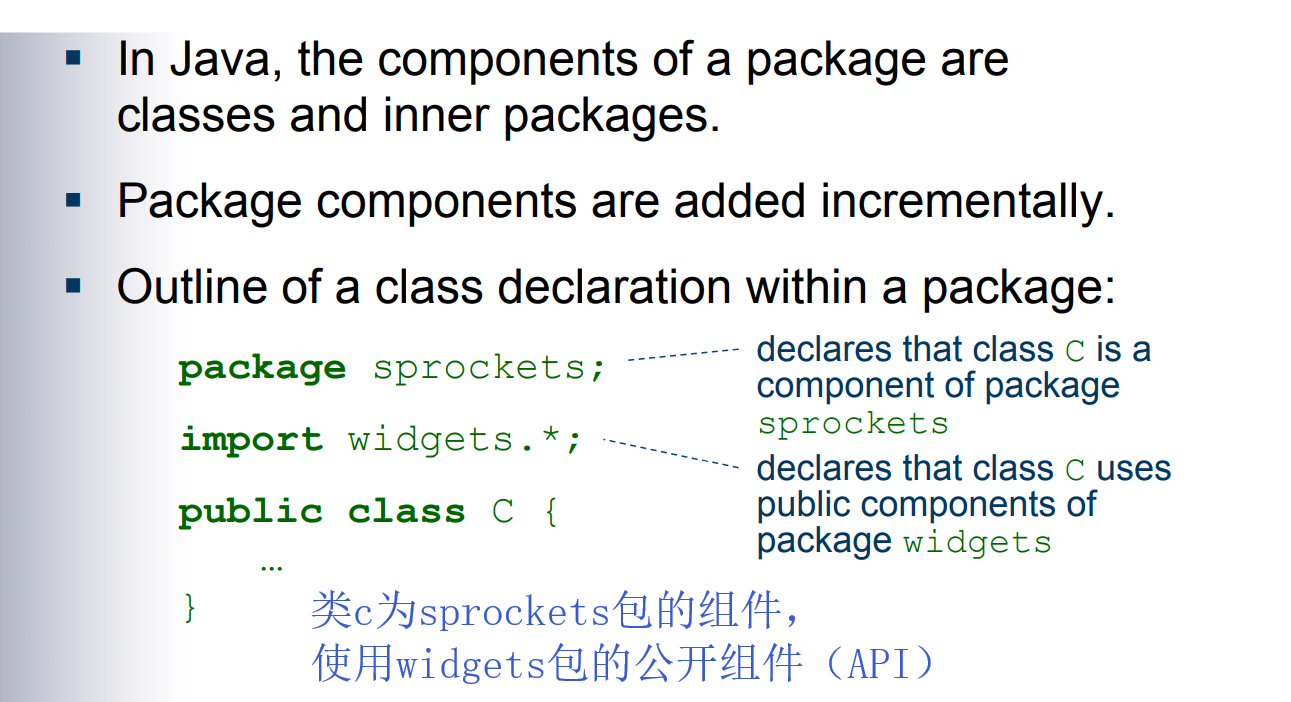 ▪ In Java, the components of a package are
classes and inner packages.
▪ Package components are added incrementally.
▪ Outline of a class declaration within a package:
package sprockets;
declares that class C is a
component of package
sprockets
import widgets.*;
declares that class C uses
public components of
package widgets
public class C {
…
}
类c为sprockets包的组件，
使用widgets包的公开组件（API）